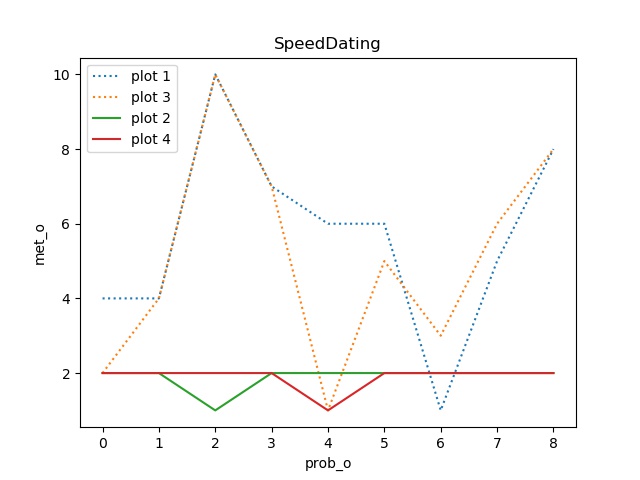 SpeedDating
plot 1
plot 3
plot 2
plot 4
10
8
6
4
2
met_o
0 1 2 3 4 5 6 7 8
prob_o